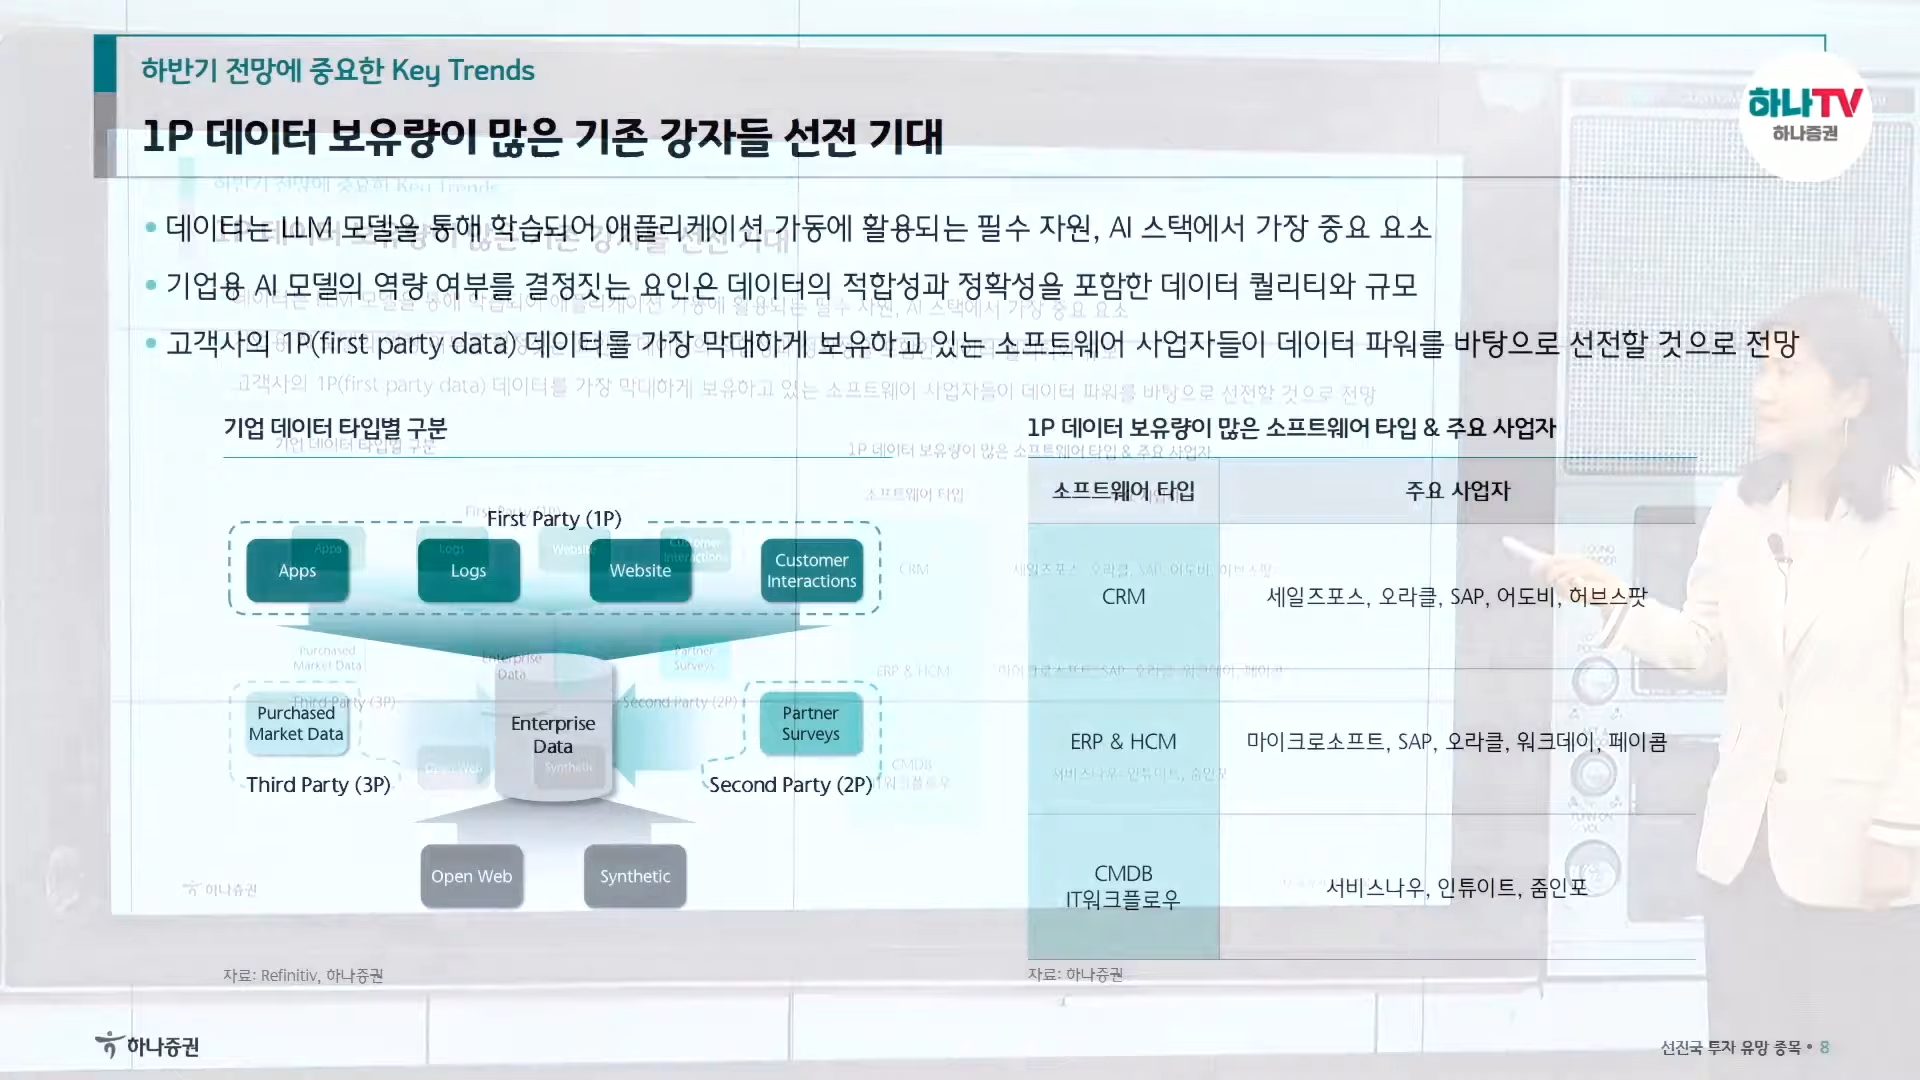 하반기 전망에 중요한 Key Trends
하나TV
하나증권
1P 데이터 보유량이 많은 기존 강자들 선전 기대
• 데이터는 LLM 모델을 통해 학습되어 애플리케이션 가동에 활용되는 필수 자원, AI 스택에서 가장 중요 요소
• 기업용 AI 모델의 역량 여부를 결정짓는 요인은 데이터의 적합성과 정확성을 포함한 데이터 퀄리티와 규모
• 고객사의 1P(first party data) 데이터를 가장 막대하게 보유하고 있는 소프트웨어 사업자들이 데이터 파워를 바탕으로 선전할 것으로 전망
기업 데이터 타입별 구분
First Party (1P)
Apps
Logs
Website
Customer
Interactions
Purchased
Market Data
Third Party (3P)
Enterprise
Data
Partner
Surveys
Second Party (2P)
Open Web
Synthetic
자료: Refinitiv, 하나증권
1P 데이터 보유량이 많은 소프트웨어 타입 & 주요 사업자
소프트웨어 타입 주요 사업자
CRM 세일즈포스, 오라클, SAP, 어도비, 허브스팟
ERP & HCM 마이크로소프트, SAP, 오라클, 워크데이, 페이콤
CMDB
IT워크플로우 서비스나우, 인튜이트, 줌인포
자료: 하나증권
하나증권
선진국 투자 유망 종목 • 8